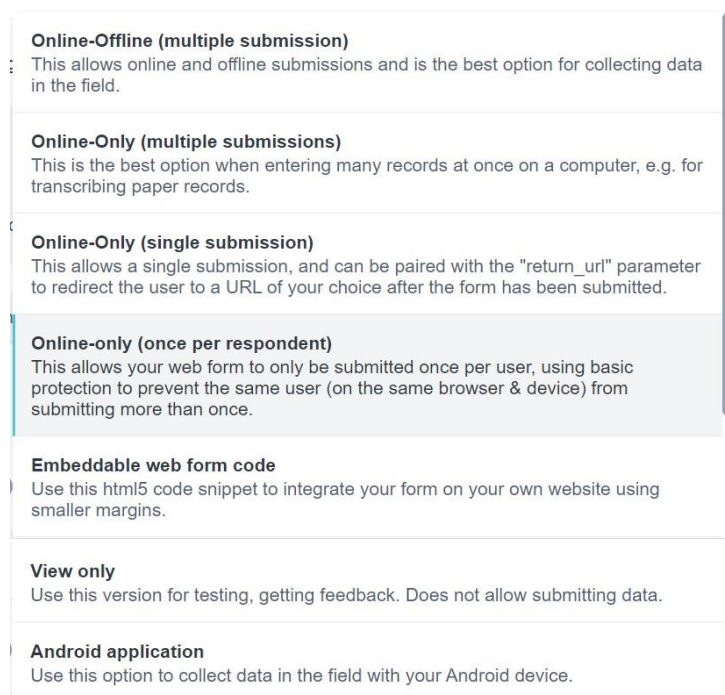 Online-Offline (multiple submission)
This allows online and offline submissions and is the best option for collecting data
in the field.
Online-Only (multiple submissions)
This is the best option when entering many records at once on a computer, e.g. for
transcribing paper records.
Online-Only (single submission)
This allows a single submission, and can be paired with the "return_url" parameter
to redirect the user to a URL of your choice after the form has been submitted.
Online-only (once per respondent)
This allows your web form to only be submitted once per user, using basic
protection to prevent the same user (on the same browser & device) from
submitting more than once.
Embeddable web form code
Use this html5 code snippet to integrate your form on your own website using
smaller margins.
View only
Use this version for testing, getting feedback. Does not allow submitting data.
Android application
Use this option to collect data in the field with your Android device.